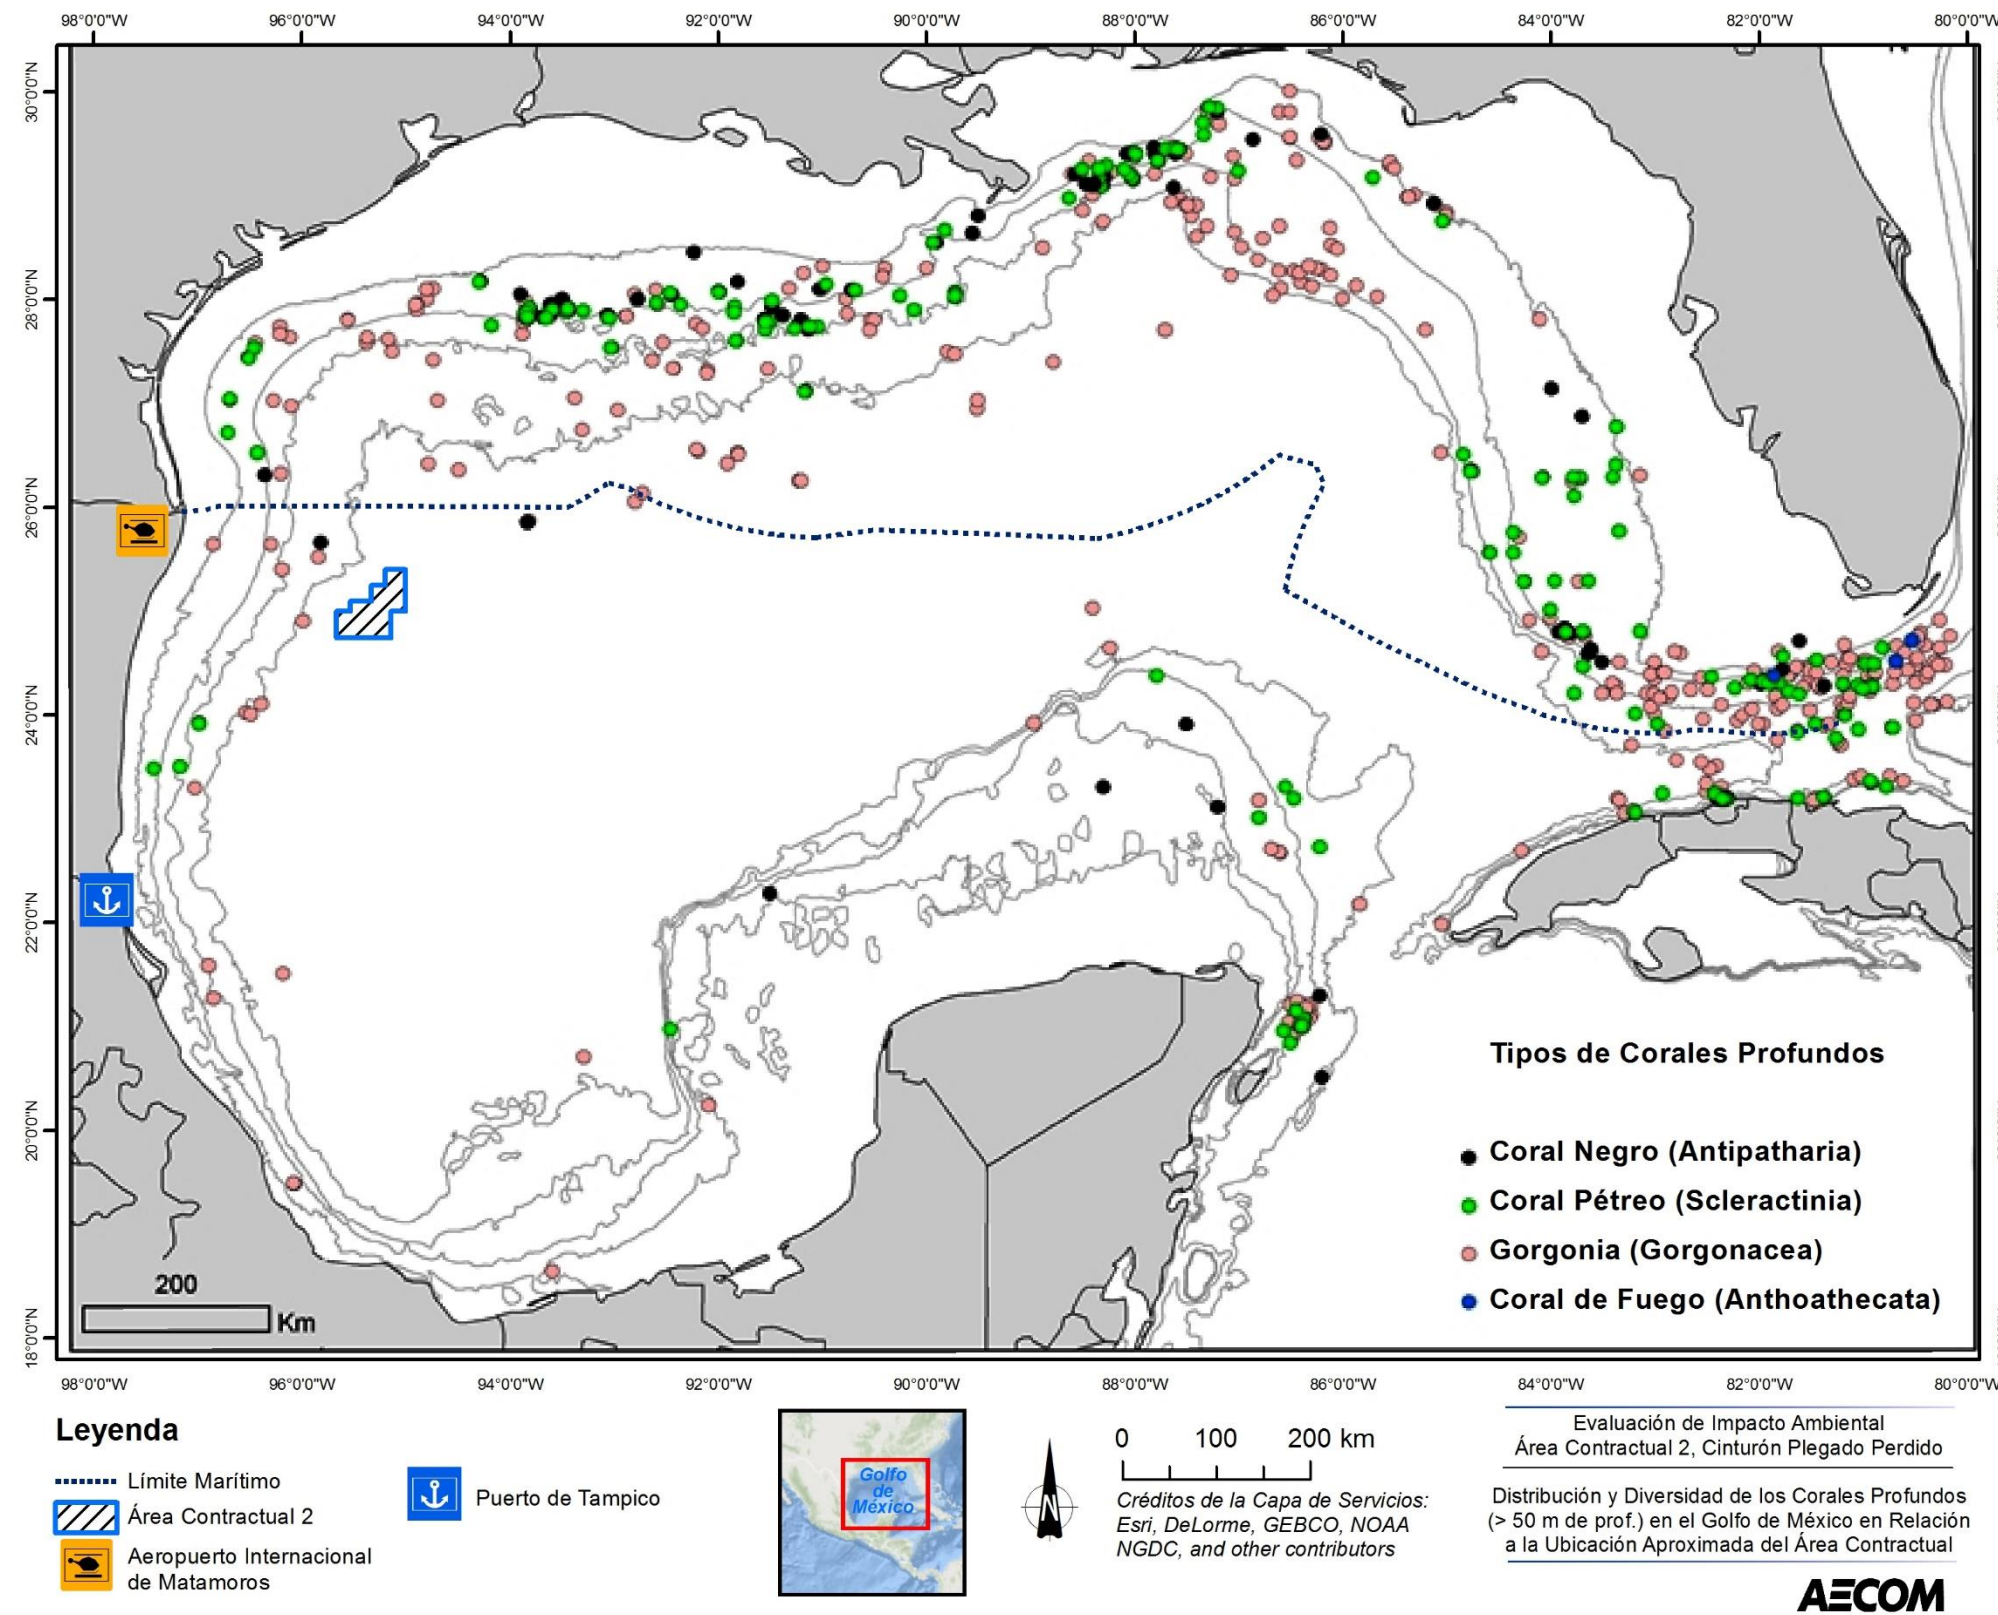 98°0'0"W 96°0'0"W 94°0'0"W 92°0'0"W 90°0'0"W 88°0'0"W 86°0'0"W 84°0'0"W 82°0'0"W 80°0'0"W
30°0'0"N
28°0'0"N
26°0'0"N
24°0'0"N
22°0'0"N
20°0'0"N
18°0'0"N
Tipos de Corales Profundos
Coral Negro (Antipatharia)
Coral Pétreo (Scleractinia)
Gorgonia (Gorgonacea)
Coral de Fuego (Anthoathecata)
200
Km
98°0'0"W 96°0'0"W 94°0'0"W 92°0'0"W 90°0'0"W 88°0'0"W 86°0'0"W 84°0'0"W 82°0'0"W 80°0'0"W
Leyenda
Límite Marítimo
Área Contractual 2
Aeropuerto Internacional
de Matamoros
Puerto de Tampico
Golfo
de
México
N
0 100 200 km
Créditos de la Capa de Servicios:
Esri, DeLorme, GEBCO, NOAA
NGDC, and other contributors
Evaluación de Impacto Ambiental
Área Contractual 2, Cinturón Plegado Perdido
Distribución y Diversidad de los Corales Profundos
(> 50 m de prof.) en el Golfo de México en Relación
a la Ubicación Aproximada del Área Contractual
AECOM